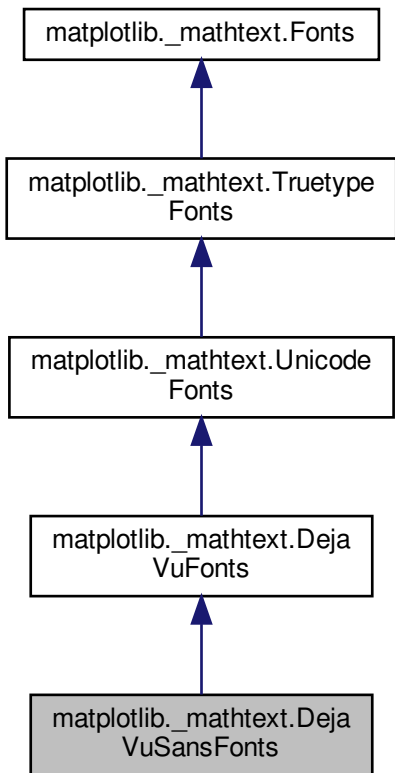 matplotlib._mathtext.Fonts
matplotlib._mathtext.Truetype
Fonts
matplotlib._mathtext.Unicode
Fonts
matplotlib._mathtext.Deja
VuFonts
matplotlib._mathtext.Deja
VuSansFonts